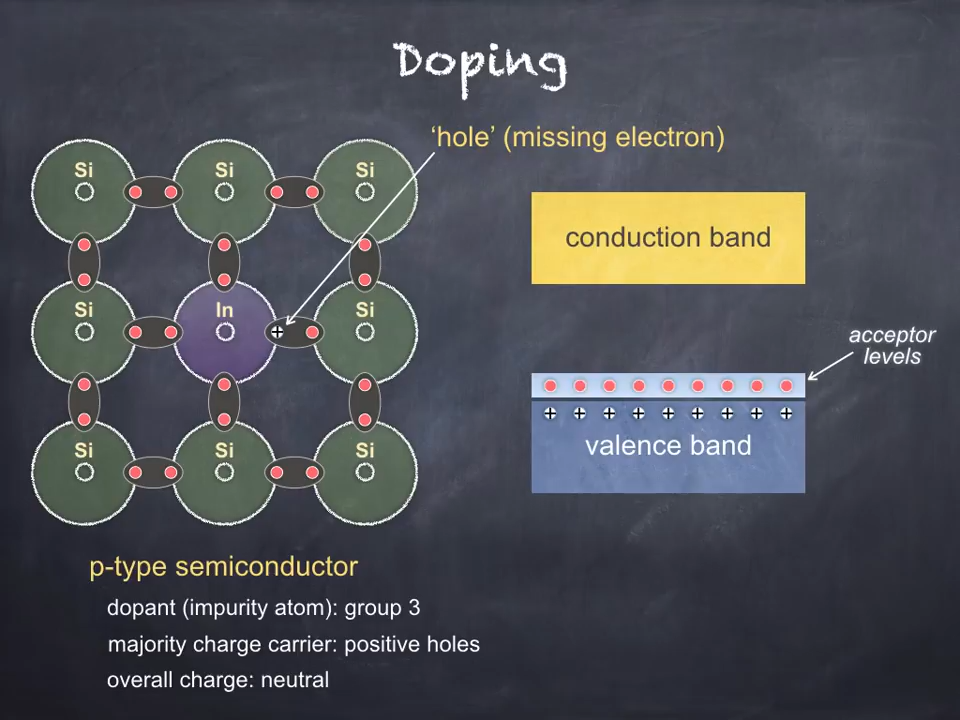 Doping
‘hole’ (missing electron)
Si
Si
Si
conduction band
Si
In
Si
acceptor
levels
Si
Si
Si
valence band
p-type semiconductor
dopant (impurity atom): group 3
majority charge carrier: positive holes
overall charge: neutral